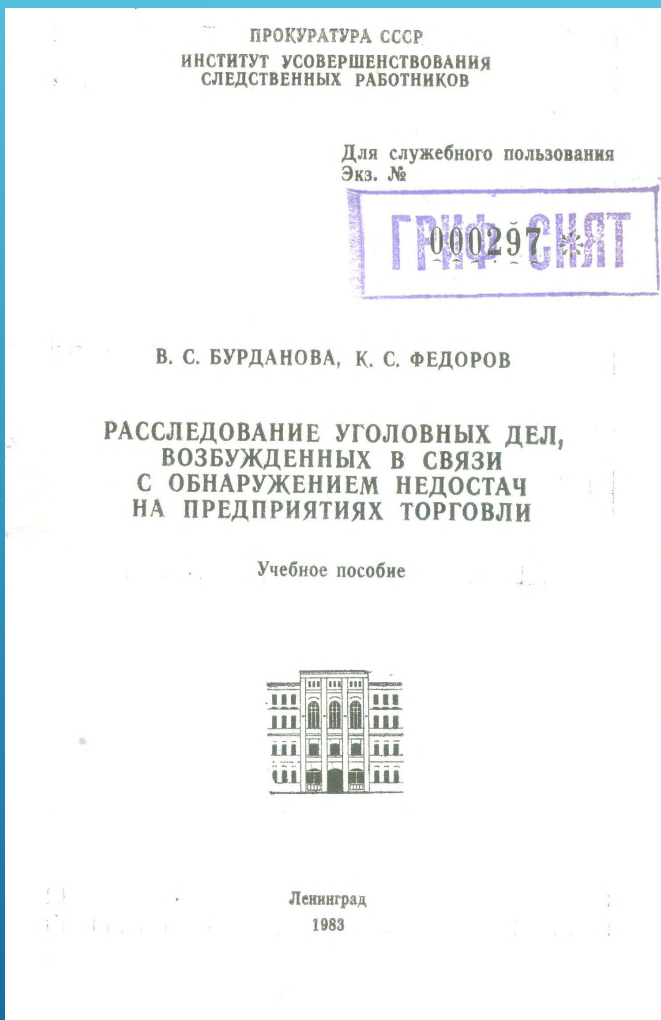 ПРОКУРАТУРА СССР
ИНСТИТУТ УСОВЕРШЕНСТВОВАНИЯ
СЛЕДСТВЕННЫХ РАБОТНИКОВ
Для служебного пользования
Экз. №
ГРИФ СНЯТ
000297 *
В. С. БУРДАНОВА, К. С. ФЕДОРОВ
РАССЛЕДОВАНИЕ УГОЛОВНЫХ ДЕЛ,
ВОЗБУЖДЕННЫХ В СВЯЗИ
С ОБНАРУЖЕНИЕМ НЕДОСТАЧ
НА ПРЕДПРИЯТИЯХ ТОРГОВЛИ
Учебное пособие
Ленинград
1983